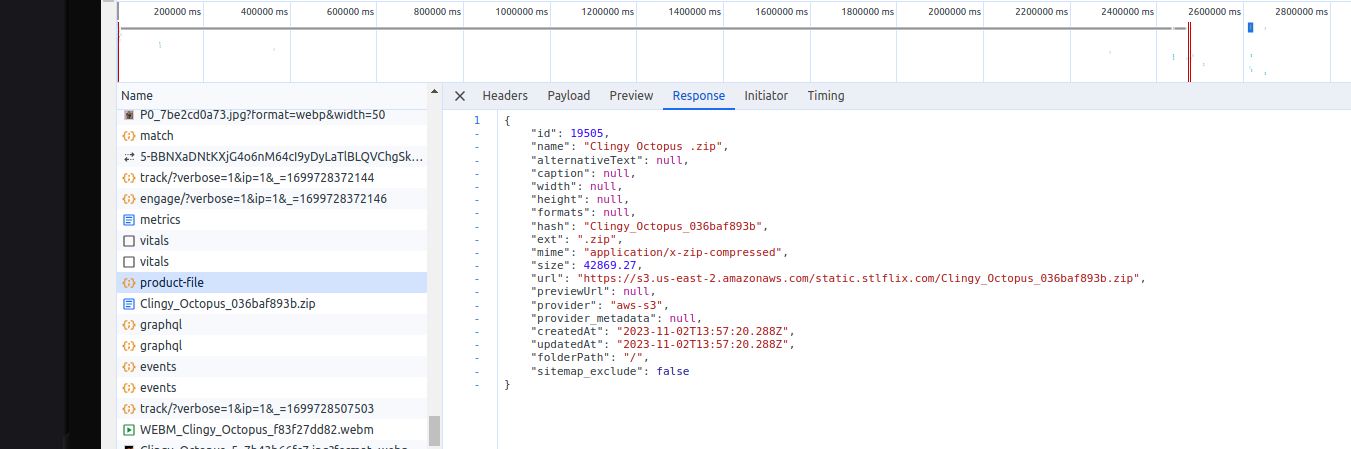 200000 ms 400000 ms 600000 ms 800000 ms 1000000 ms 1200000 ms 1400000 ms 1600000 ms 1800000 ms 2000000 ms 2200000 ms 2400000 ms 2600000 ms 2800000 ms
Name
P0_7be2cd0a73.jpg?format=webp&width=50
match
5-BBNXaDNtKXjG4o6nM64cI9yDyLaTlBLQVChgSk...
track/?verbose=1&ip=1&_=1699728372144
engage/?verbose=1&ip=1&_=1699728372146
metrics
vitals
vitals
product-file
Clingy_Octopus_036baf893b.zip
graphql
graphql
events
events
track/?verbose=1&ip=1&_=1699728507503
WEBM_Clingy_Octopus_f83f27dd82.webm
Headers Payload Preview Response Initiator Timing
1 {
- "id": 19505,
- "name": "Clingy Octopus .zip",
- "alternativeText": null,
- "caption": null,
- "width": null,
- "height": null,
- "formats": null,
- "hash": "Clingy_Octopus_036baf893b",
- "ext": ".zip",
- "mime": "application/x-zip-compressed",
- "size": 42869.27,
- "url": "https://s3.us-east-2.amazonaws.com/static.stlflix.com/Clingy_Octopus_036baf893b.zip",
- "previewUrl": null,
- "provider": "aws-s3",
- "provider_metadata": null,
- "createdAt": "2023-11-02T13:57:20.288Z",
- "updatedAt": "2023-11-02T13:57:20.288Z",
- "folderPath": "/",
- "sitemap_exclude": false
- }